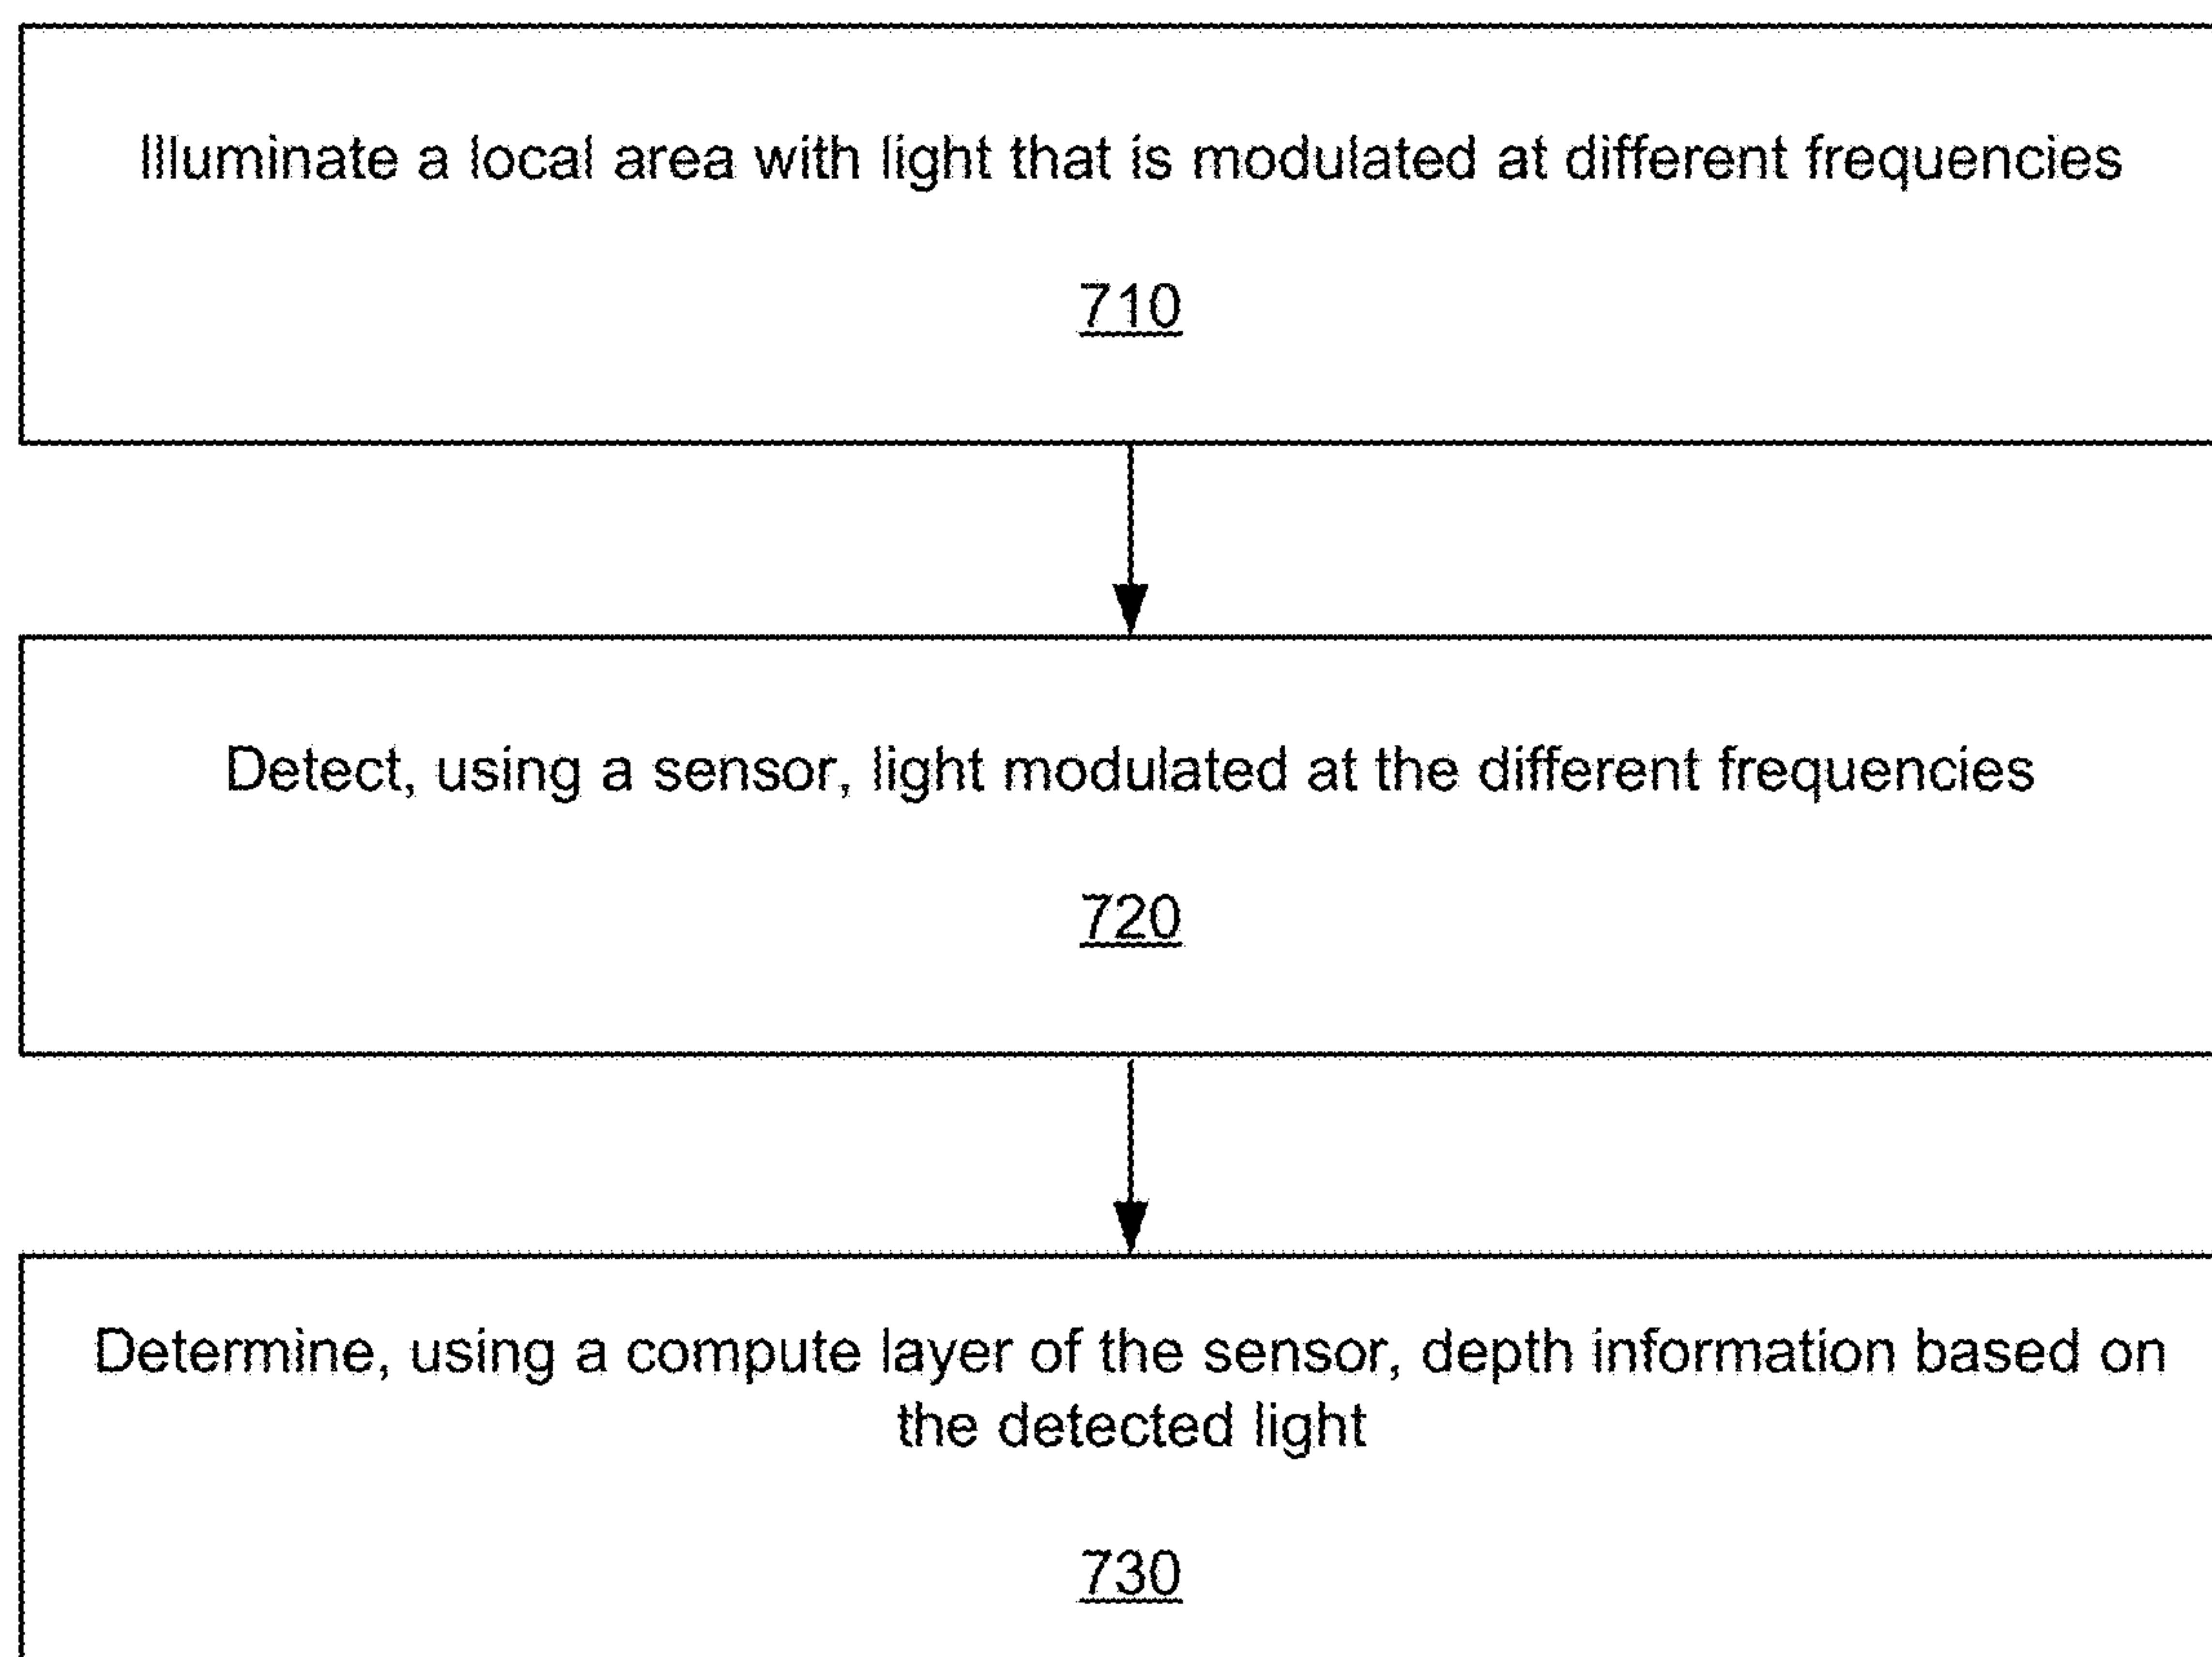 Illuminate a local area with light that is modulated at different frequencies
710
Detect, using a sensor, light modulated at the different frequencies
720
Determine, using a compute layer of the sensor, depth information based on
the detected light
730